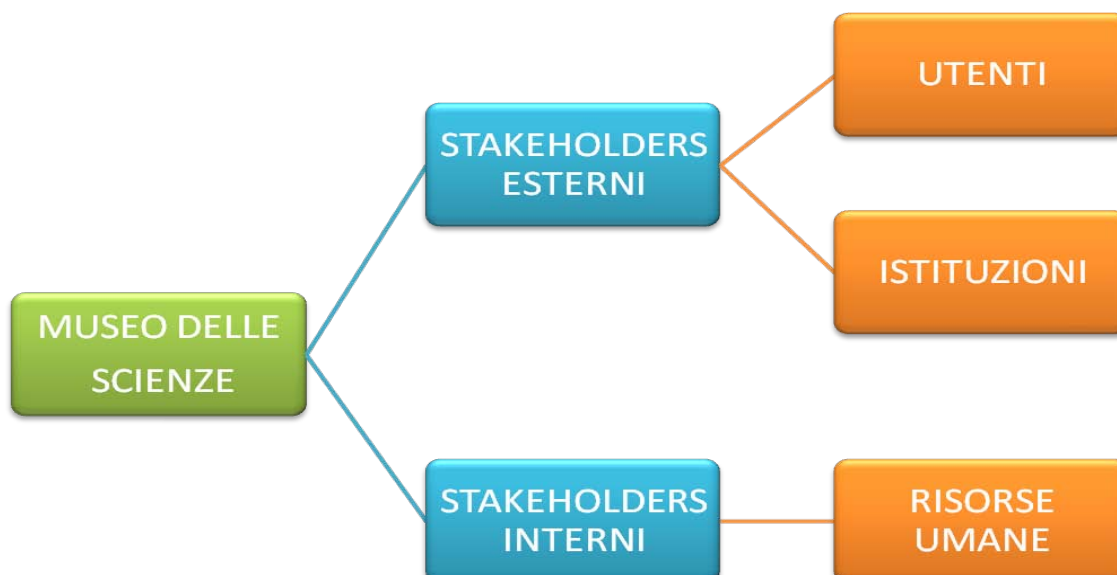 MUSEO DELLE
SCIENZE
STAKEHOLDERS
ESTERNI
UTENTI
ISTITUZIONI
STAKEHOLDERS
INTERNI
RISORSE
UMANE